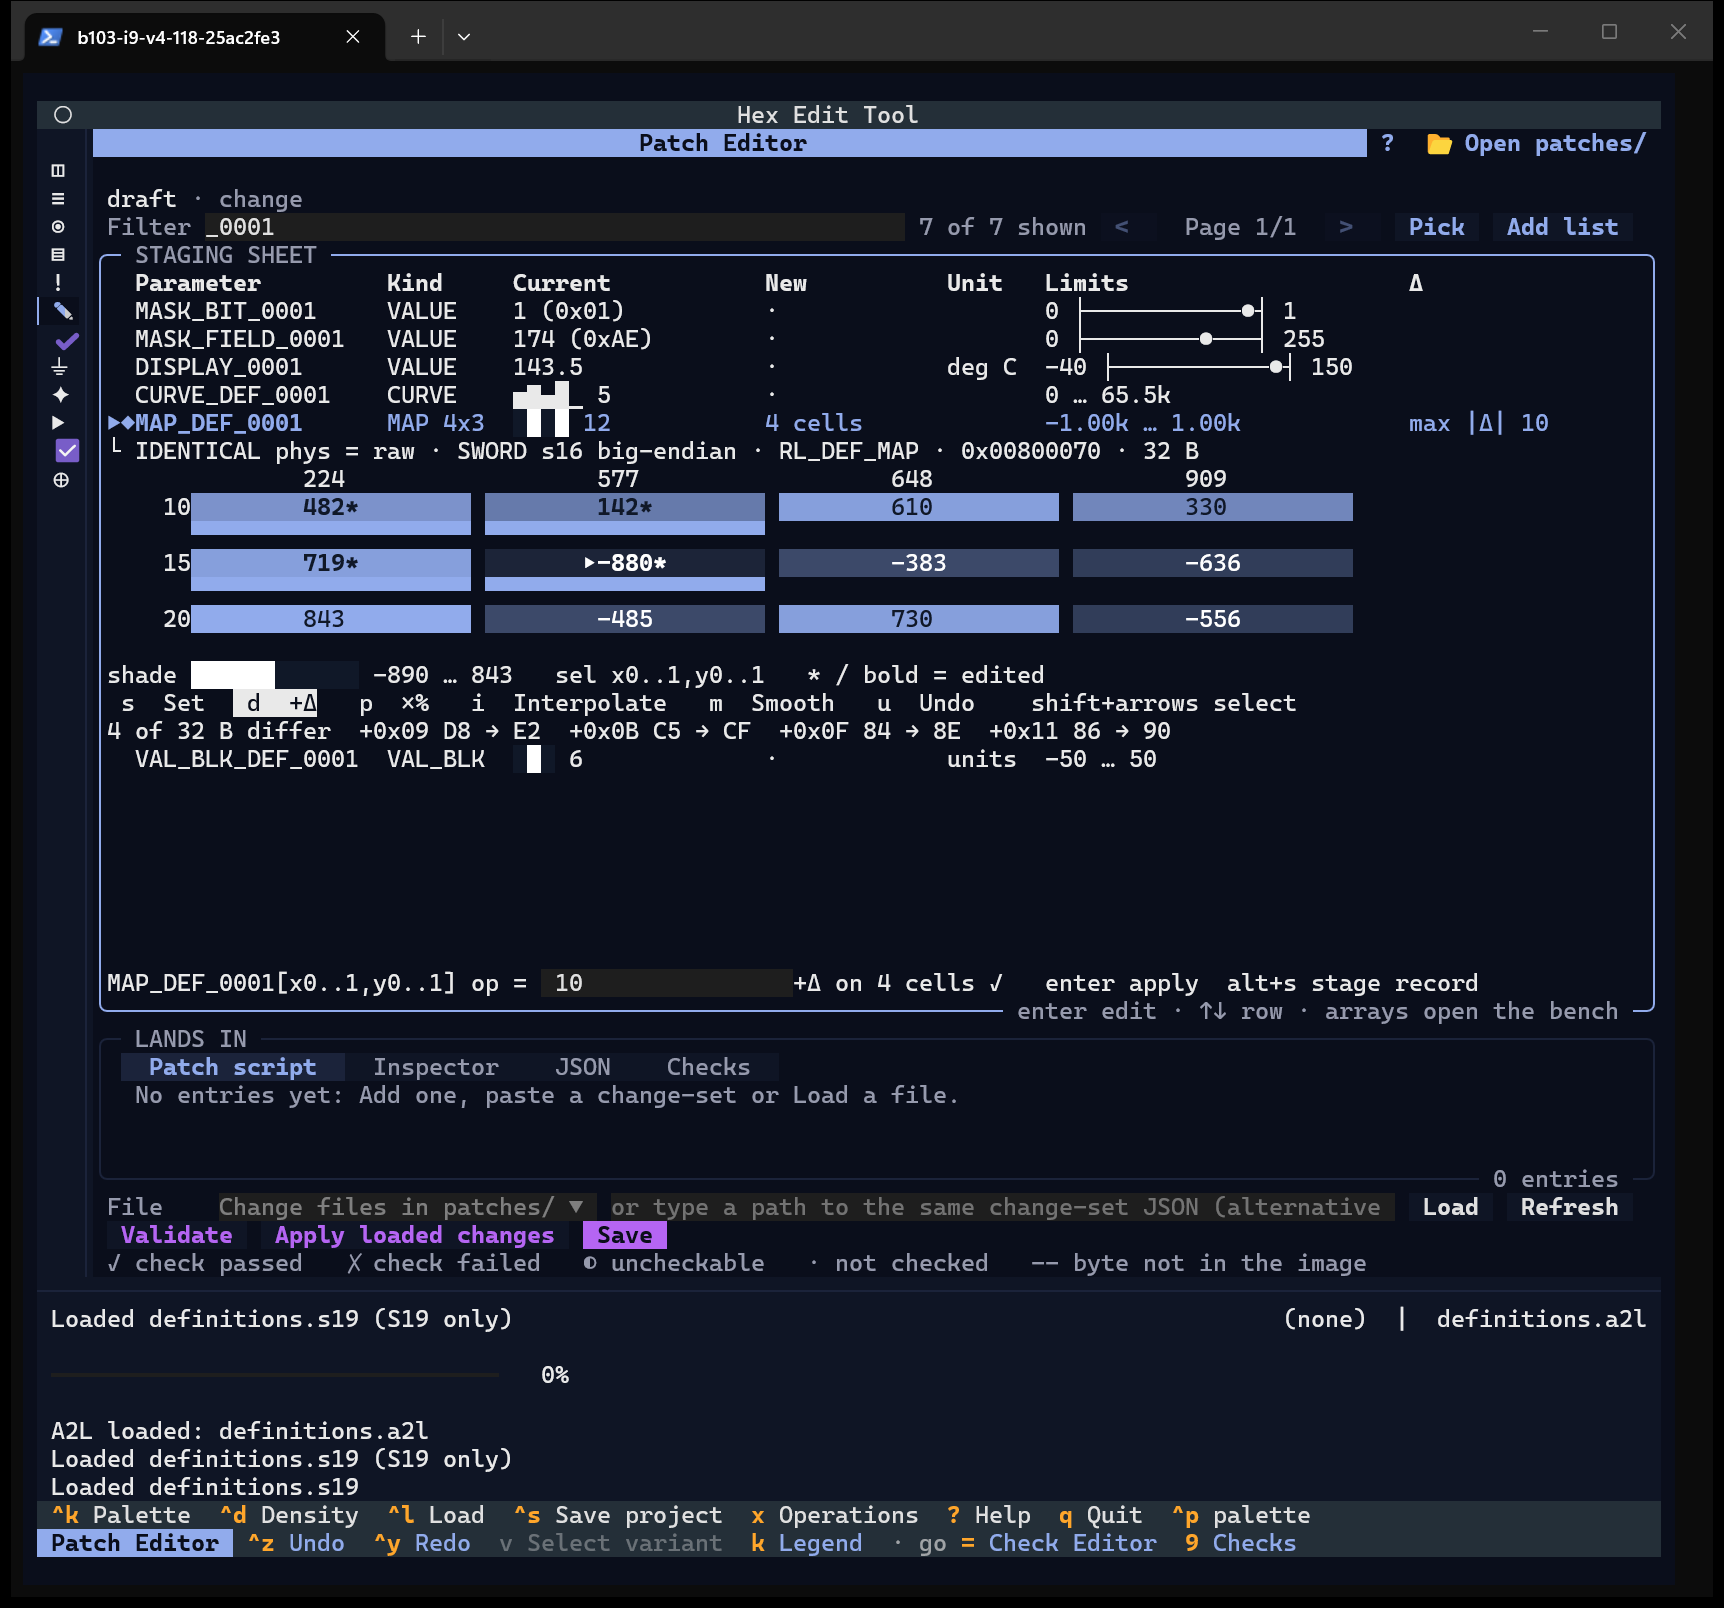 b103-i9-v4-118-25ac2fe3
Hex Edit Tool
Patch Editor ? Open patches/
draft · change
Filter _0001 7 of 7 shown < Page 1/1 > Pick Add list
STAGING SHEET
Parameter Kind Current New Unit Limits Δ
MASK_BIT_0001 VALUE 1 (0x01) · 0 1
MASK_FIELD_0001 VALUE 174 (0xAE) · 0 255
DISPLAY_0001 VALUE 143.5 · deg C -40 150
CURVE_DEF_0001 CURVE 5 · 0 … 65.5k
▶◆MAP_DEF_0001 MAP 4x3 12 4 cells -1.00k … 1.00k max |Δ| 10
└ IDENTICAL phys = raw · SWORD s16 big-endian · RL_DEF_MAP · 0x00800070 · 32 B
224 577 648 909
10 482* 142* 610 330
15 719* ▶-880* -383 -636
20 843 -485 730 -556
shade -890 … 843 sel x0..1,y0..1 * / bold = edited
s Set d +Δ p ×% i Interpolate m Smooth u Undo shift+arrows select
4 of 32 B differ +0x09 D8 → E2 +0x0B C5 → CF +0x0F 84 → 8E +0x11 86 → 90
VAL_BLK_DEF_0001 VAL_BLK 6 · units -50 … 50
MAP_DEF_0001[x0..1,y0..1] op = 10 +Δ on 4 cells √ enter apply alt+s stage record
enter edit · ↑↓ row · arrays open the bench
LANDS IN
Patch script Inspector JSON Checks
No entries yet: Add one, paste a change-set or Load a file.
0 entries
File Change files in patches/ ▼ or type a path to the same change-set JSON (alternative Load Refresh
Validate Apply loaded changes Save
√ check passed ╳ check failed ◐ uncheckable · not checked -- byte not in the image
Loaded definitions.s19 (S19 only) (none) | definitions.a2l
0%
A2L loaded: definitions.a2l
Loaded definitions.s19 (S19 only)
Loaded definitions.s19
^k Palette ^d Density ^l Load ^s Save project x Operations ? Help q Quit ^p palette
Patch Editor ^z Undo ^y Redo v Select variant k Legend · go = Check Editor 9 Checks